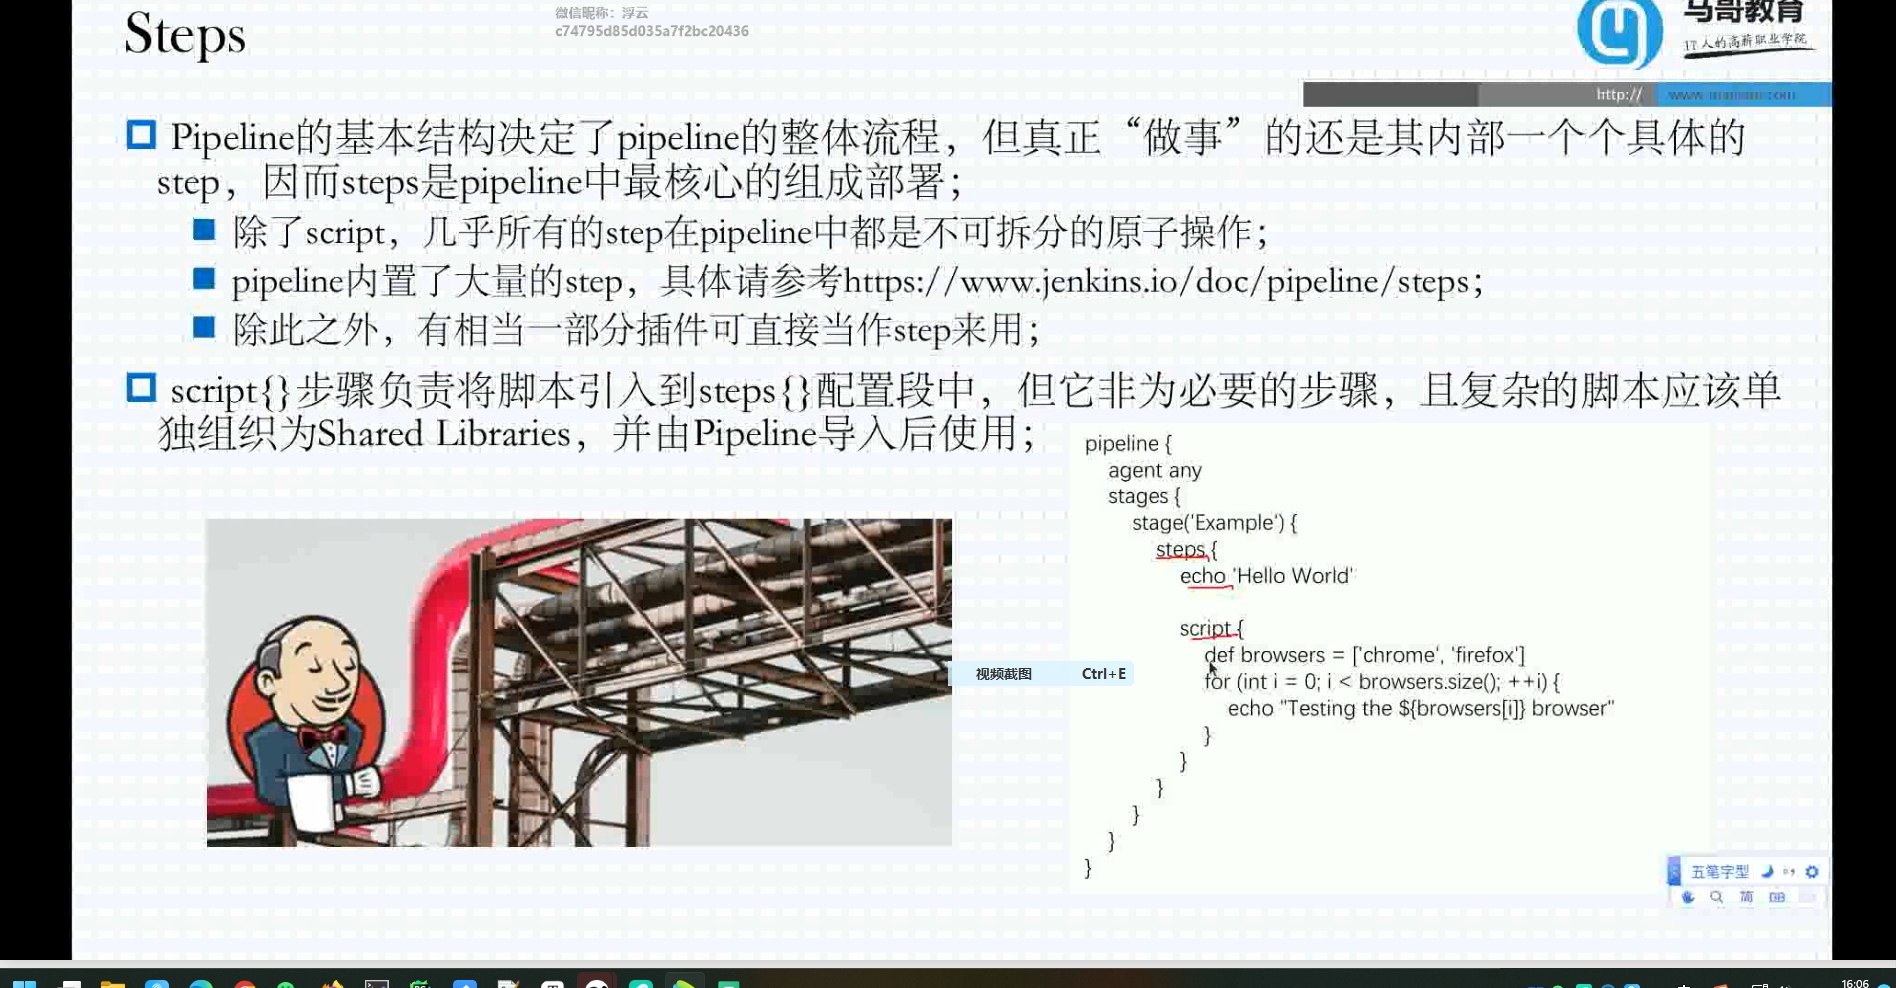 微信昵称：浮云
c74795d85d035a7f2bc20436
Steps
马哥教育
IT人的高薪职业学院
http://
Pipeline的基本结构决定了pipeline的整体流程，但真正“做事”的还是其内部一个个具体的
step，因而steps是pipeline中最核心的组成部署；
除了script，几乎所有的step在pipeline中都是不可拆分的原子操作；
pipeline内置了大量的step，具体请参考https://www.jenkins.io/doc/pipeline/steps；
除此之外，有相当一部分插件可直接当作step来用；
script{}步骤负责将脚本引入到steps{}配置段中，但它非为必要的步骤，且复杂的脚本应该单
独组织为Shared Libraries，并由Pipeline导入后使用；
pipeline {
agent any
stages {
stage('Example') {
steps {
echo 'Hello World'
script {
def browsers = ['chrome', 'firefox']
for (int i = 0; i < browsers.size(); ++i) {
echo "Testing the ${browsers[i]} browser"
}
}
}
}
}
}
视频截图 Ctrl+E
五笔字型
简
16:06